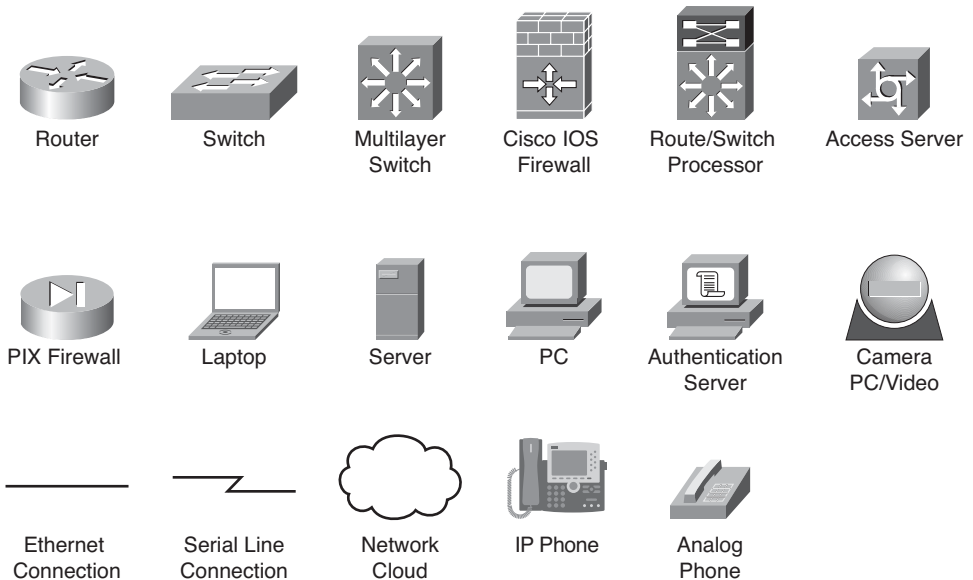 Router
Switch
Multilayer
Switch
Cisco IOS
Firewall
Route/Switch
Processor
Access Server
PIX Firewall
Laptop
Server
PC
Authentication
Server
Camera
PC/Video
Ethernet
Connection
Serial Line
Connection
Network
Cloud
IP Phone
Analog
Phone